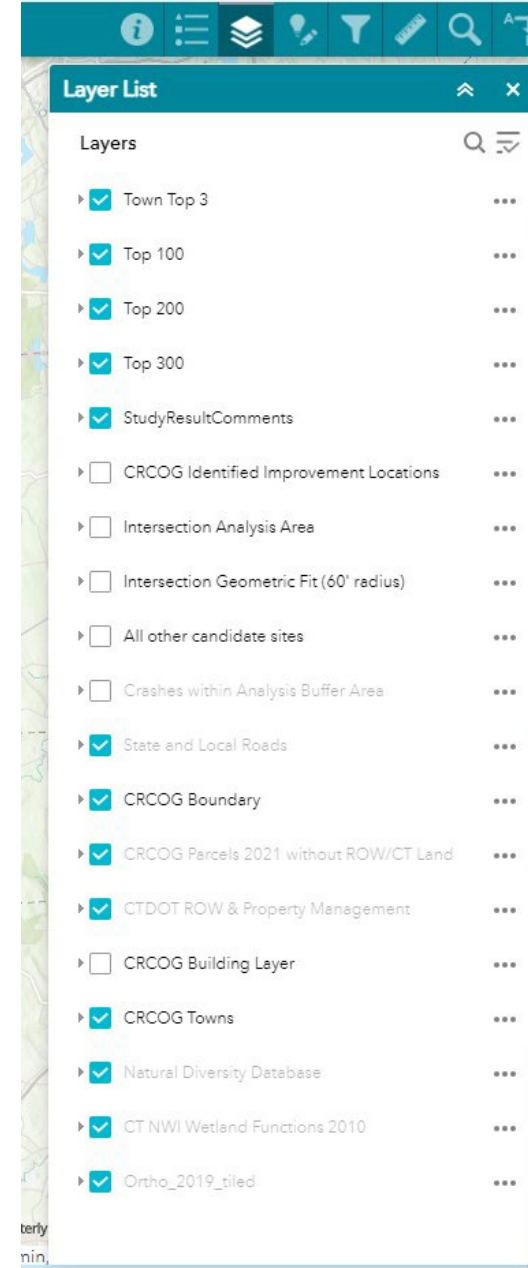 Layer List
Layers
Town Top 3
Top 100
Top 200
Top 300
StudyResultComments
CRCOG Identified Improvement Locations
Intersection Analysis Area
Intersection Geometric Fit (60' radius)
All other candidate sites
Crashes within Analysis Buffer Area
State and Local Roads
CRCOG Boundary
CRCOG Parcels 2021 without ROW/CT Land
CTDOT ROW & Property Management
CRCOG Building Layer
CRCOG Towns
Natural Diversity Database
CT NWI Wetland Functions 2010
Ortho_2019_tiled
terly
min,